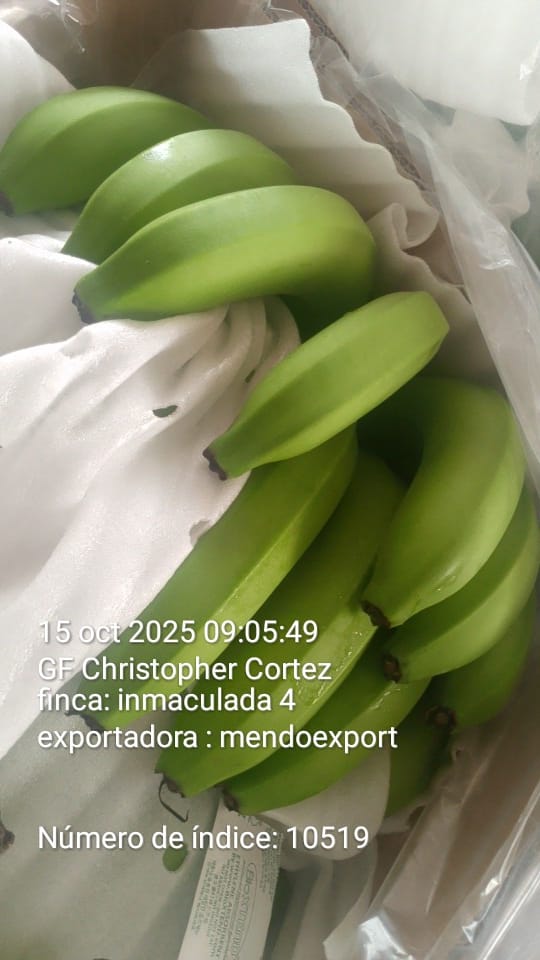 15 oct 2025 09:05:49
GF Christopher Cortez
finca: inmaculada 4
exportadora : mendoexport
Número de índice: 10519